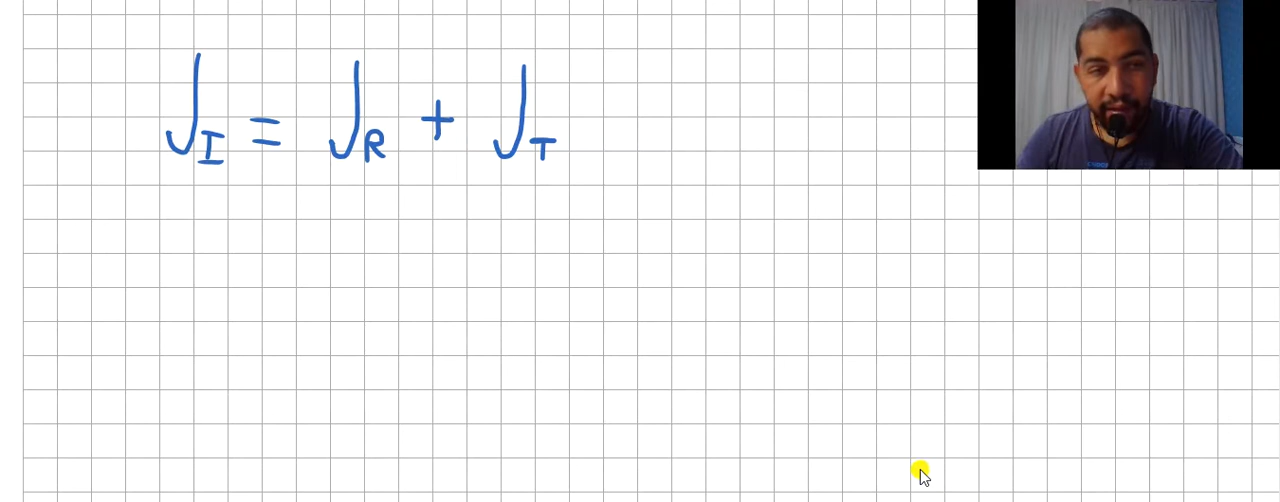 J_I = J_R + J_T